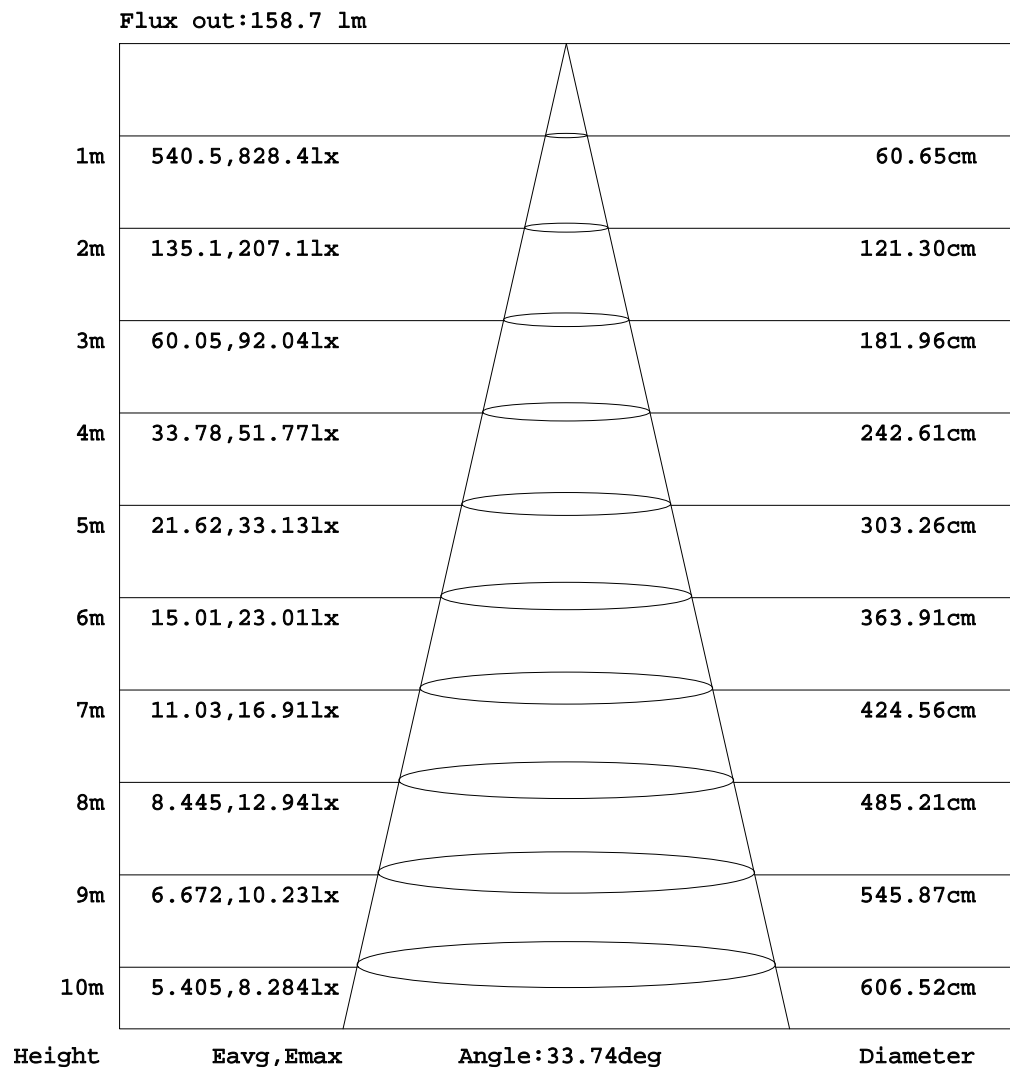 Flux out:158.7 lm
1m 540.5,828.4lx 60.65cm
2m 135.1,207.1lx 121.30cm
3m 60.05,92.04lx 181.96cm
4m 33.78,51.77lx 242.61cm
5m 21.62,33.13lx 303.26cm
6m 15.01,23.01lx 363.91cm
7m 11.03,16.91lx 424.56cm
8m 8.445,12.94lx 485.21cm
9m 6.672,10.23lx 545.87cm
10m 5.405,8.284lx 606.52cm
Height Eavg,Emax Angle:33.74deg Diameter